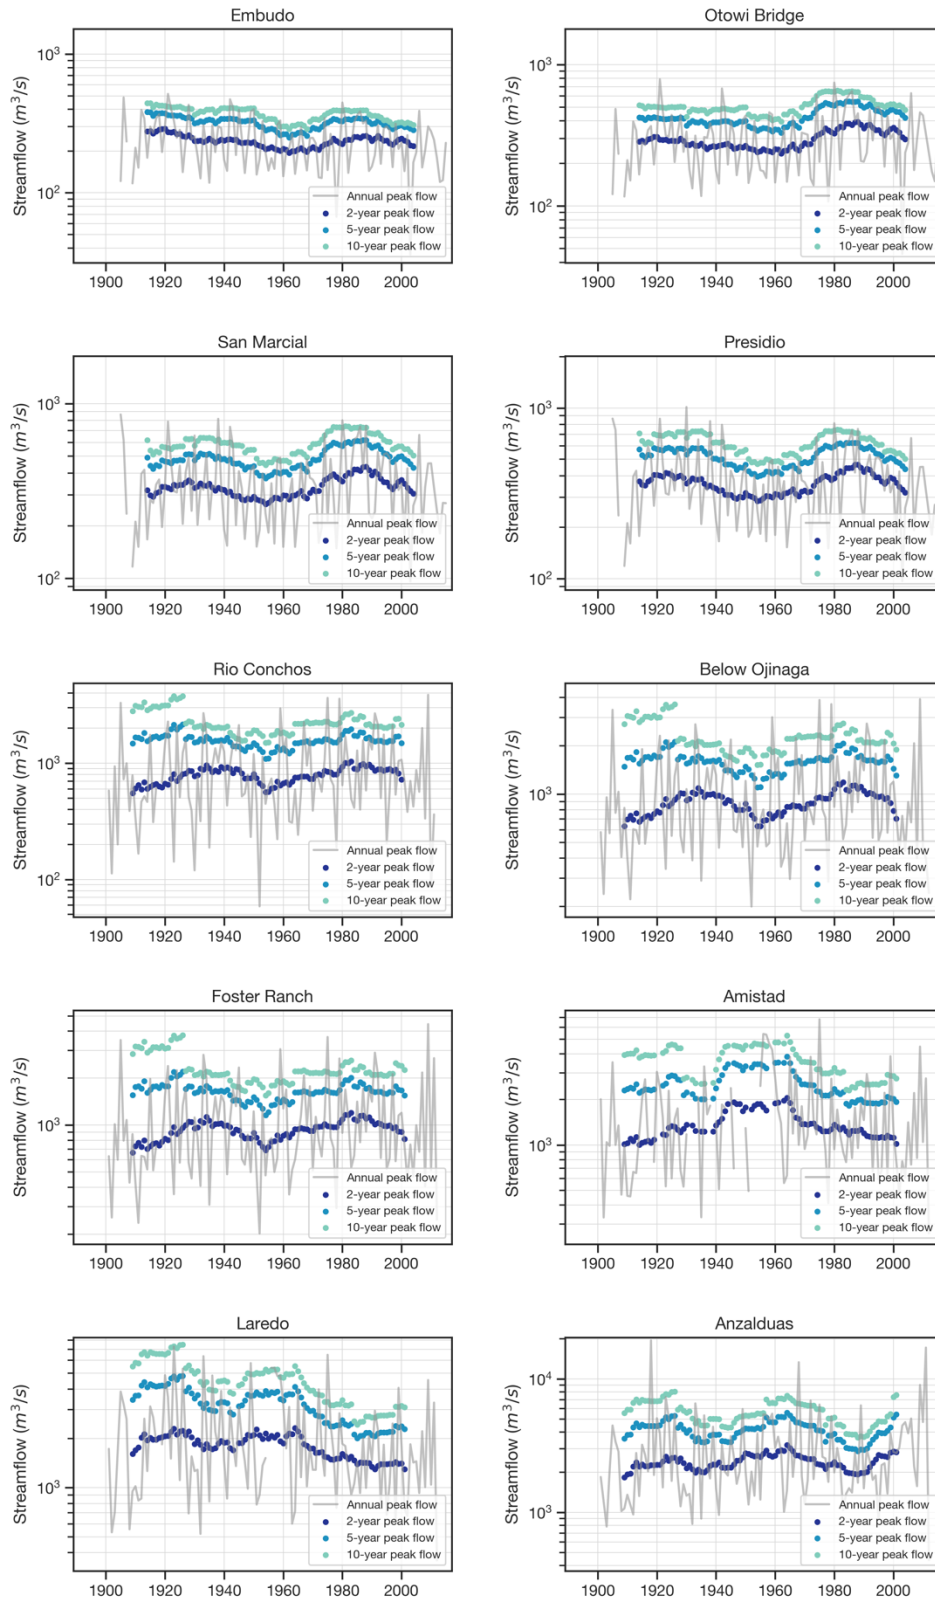 Embudo
Streamflow (m³/s)
10³
10²
Annual peak flow
2-year peak flow
5-year peak flow
10-year peak flow
1900 1920 1940 1960 1980 2000
Otowi Bridge
Streamflow (m³/s)
10³
10²
Annual peak flow
2-year peak flow
5-year peak flow
10-year peak flow
1900 1920 1940 1960 1980 2000
San Marcial
Streamflow (m³/s)
10³
10²
Annual peak flow
2-year peak flow
5-year peak flow
10-year peak flow
1900 1920 1940 1960 1980 2000
Presidio
Streamflow (m³/s)
10³
10²
Annual peak flow
2-year peak flow
5-year peak flow
10-year peak flow
1900 1920 1940 1960 1980 2000
Rio Conchos
Streamflow (m³/s)
10³
10²
Annual peak flow
2-year peak flow
5-year peak flow
10-year peak flow
1900 1920 1940 1960 1980 2000
Below Ojinaga
Streamflow (m³/s)
10³
Annual peak flow
2-year peak flow
5-year peak flow
10-year peak flow
1900 1920 1940 1960 1980 2000
Foster Ranch
Streamflow (m³/s)
10³
Annual peak flow
2-year peak flow
5-year peak flow
10-year peak flow
1900 1920 1940 1960 1980 2000
Amistad
Streamflow (m³/s)
10³
Annual peak flow
2-year peak flow
5-year peak flow
10-year peak flow
1900 1920 1940 1960 1980 2000
Laredo
Streamflow (m³/s)
10³
Annual peak flow
2-year peak flow
5-year peak flow
10-year peak flow
1900 1920 1940 1960 1980 2000
Anzalduas
Streamflow (m³/s)
10⁴
10³
Annual peak flow
2-year peak flow
5-year peak flow
10-year peak flow
1900 1920 1940 1960 1980 2000